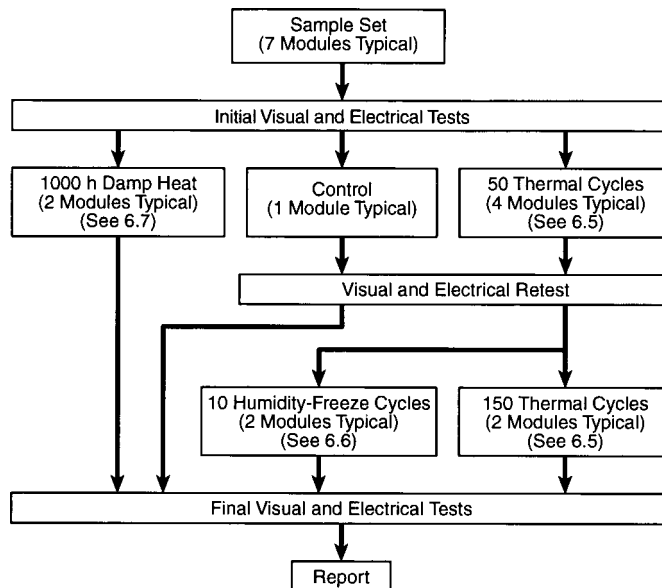 Sample Set
(7 Modules Typical)
Initial Visual and Electrical Tests
1000 h Damp Heat
(2 Modules Typical)
(See 6.7)
Control
(1 Module Typical)
50 Thermal Cycles
(4 Modules Typical)
(See 6.5)
Visual and Electrical Retest
10 Humidity-Freeze Cycles
(2 Modules Typical)
(See 6.6)
150 Thermal Cycles
(2 Modules Typical)
(See 6.5)
Final Visual and Electrical Tests
Report